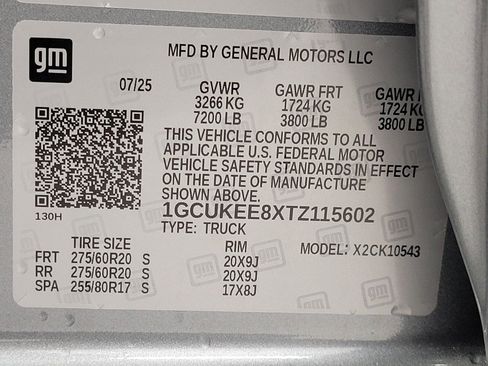 gm
MFD BY GENERAL MOTORS LLC
07/25 GVWR GAWR FRT GAWR
3266 KG 1724 KG 1724 KG
7200 LB 3800 LB 3800 LB
THIS VEHICLE CONFORMS TO ALL
APPLICABLE U.S. FEDERAL MOTOR
VEHICLE SAFETY STANDARDS IN EFFECT
ON THE DATE OF MANUFACTURE
SHOWN ABOVE.
1GCUKEE8XTZ115602
130H
TYPE: TRUCK
TIRE SIZE RIM MODEL: X2CK10543
FRT 275/60R20 S 20X9J
RR 275/60R20 S 20X9J
SPA 255/80R17 S 17X8J